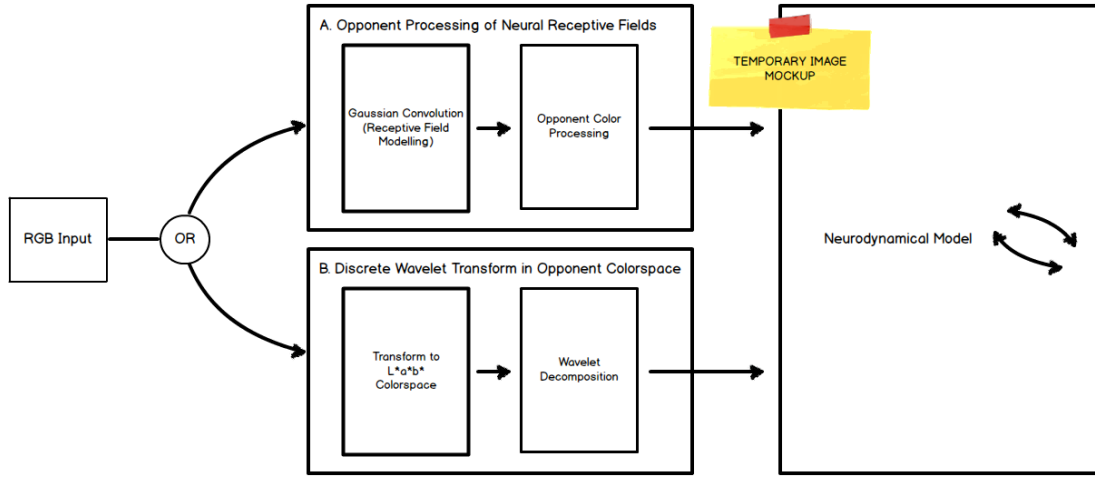 A. Opponent Processing of Neural Receptive Fields
Gaussian Convolution
(Receptive Field
Modelling)
Opponent Color
Processing
TEMPORARY IMAGE
MOCKUP
RGB Input
OR
Neurodynamical Model
B. Discrete Wavelet Transform in Opponent Colorspace
Transform to
L*a*b*
Colorspace
Wavelet
Decomposition